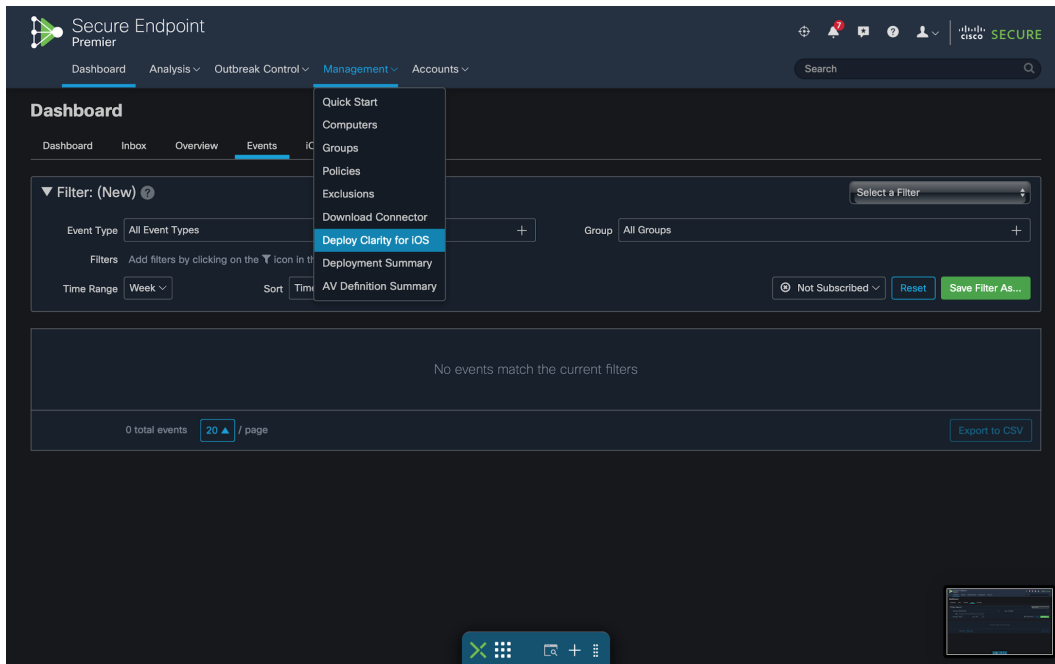 Secure Endpoint
Premier
7
cisco SECURE
Dashboard Analysis Outbreak Control Management Accounts
Search
Quick Start
Computers
Groups
Policies
Exclusions
Download Connector
Deploy Clarity for iOS
Deployment Summary
AV Definition Summary
Dashboard
Dashboard Inbox Overview Events iO
Filter: (New) ?
Select a Filter
Event Type All Event Types +
Group All Groups +
Filters Add filters by clicking on the icon in th
Time Range Week
Sort Time
Not Subscribed Reset Save Filter As...
No events match the current filters
0 total events 20 / page
Export to CSV